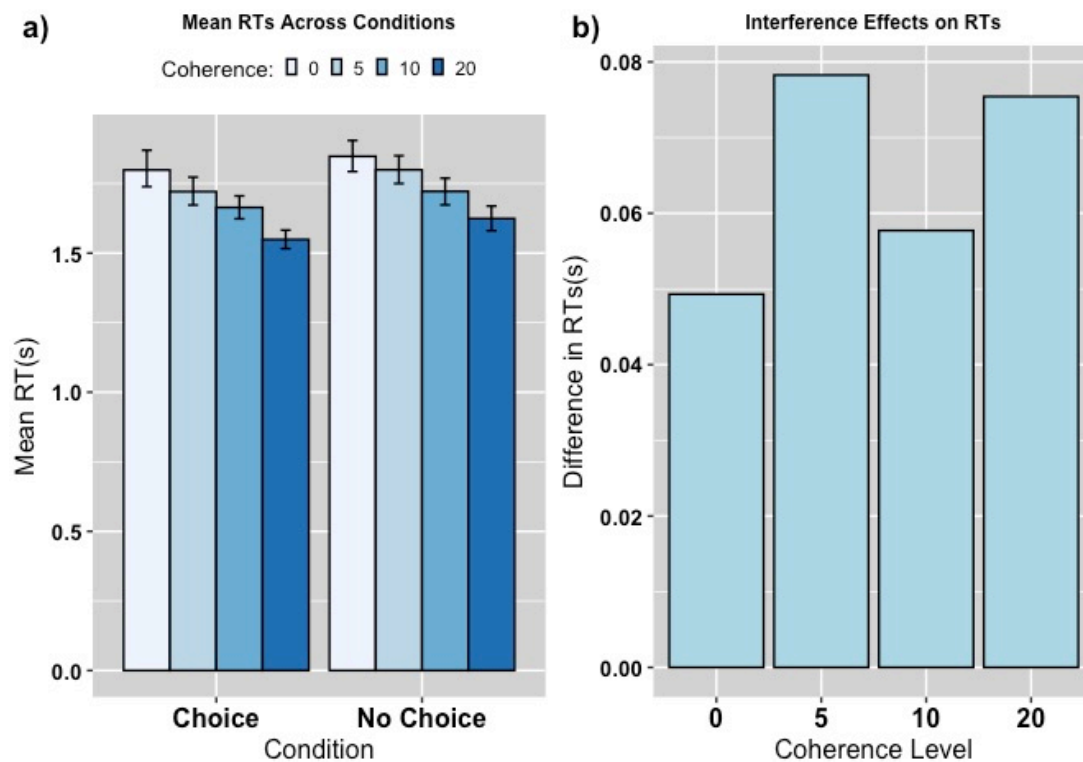 a)
Mean RTs Across Conditions
Coherence: 0 5 10 20
Mean RT(s)
1.5
1.0
0.5
0.0
Choice No Choice
Condition
b)
Interference Effects on RTs
Difference in RTs(s)
0.08
0.06
0.04
0.02
0.00
0 5 10 20
Coherence Level